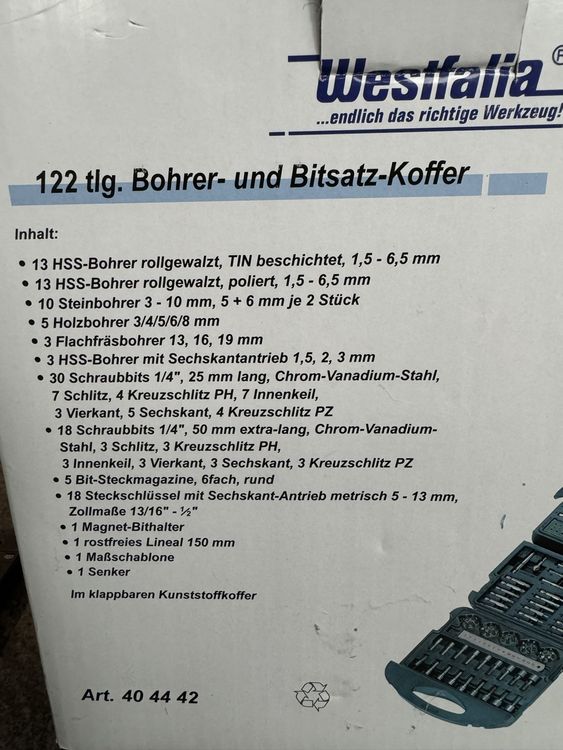 Westfalia®
...endlich das richtige Werkzeug!
122 tlg. Bohrer- und Bitsatz-Koffer
Inhalt:
• 13 HSS-Bohrer rollgewalzt, TIN beschichtet, 1,5 - 6,5 mm
• 13 HSS-Bohrer rollgewalzt, poliert, 1,5 - 6,5 mm
• 10 Steinbohrer 3 - 10 mm, 5 + 6 mm je 2 Stück
• 5 Holzbohrer 3/4/5/6/8 mm
• 3 Flachfräsbohrer 13, 16, 19 mm
• 3 HSS-Bohrer mit Sechskantantrieb 1,5, 2, 3 mm
• 30 Schraubbits 1/4", 25 mm lang, Chrom-Vanadium-Stahl,
7 Schlitz, 4 Kreuzschlitz PH, 7 Innenkeil,
3 Vierkant, 5 Sechskant, 4 Kreuzschlitz PZ
• 18 Schraubbits 1/4", 50 mm extra-lang, Chrom-Vanadium-
Stahl, 3 Schlitz, 3 Kreuzschlitz PH,
3 Innenkeil, 3 Vierkant, 3 Sechskant, 3 Kreuzschlitz PZ
• 5 Bit-Steckmagazine, 6fach, rund
• 18 Steckschlüssel mit Sechskant-Antrieb metrisch 5 - 13 mm,
Zollmaße 13/16" - ½"
• 1 Magnet-Bithalter
• 1 rostfreies Lineal 150 mm
• 1 Maßschablone
• 1 Senker
Im klappbaren Kunststoffkoffer
Art. 40 44 42